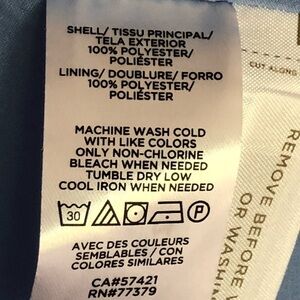 SHELL/ TISSU PRINCIPAL/
TELA EXTERIOR
100% POLYESTER/
POLIÉSTER
LINING/ DOUBLURE/ FORRO
100% POLYESTER/
POLIÉSTER
MACHINE WASH COLD
WITH LIKE COLORS
ONLY NON-CHLORINE
BLEACH WHEN NEEDED
TUMBLE DRY LOW
COOL IRON WHEN NEEDED
30
P
AVEC DES COULEURS
SEMBLABLES / CON
COLORES SIMILARES
CA#57421
RN#77379
CUT ALONG
REMOVE BEFORE
OR WASHIN